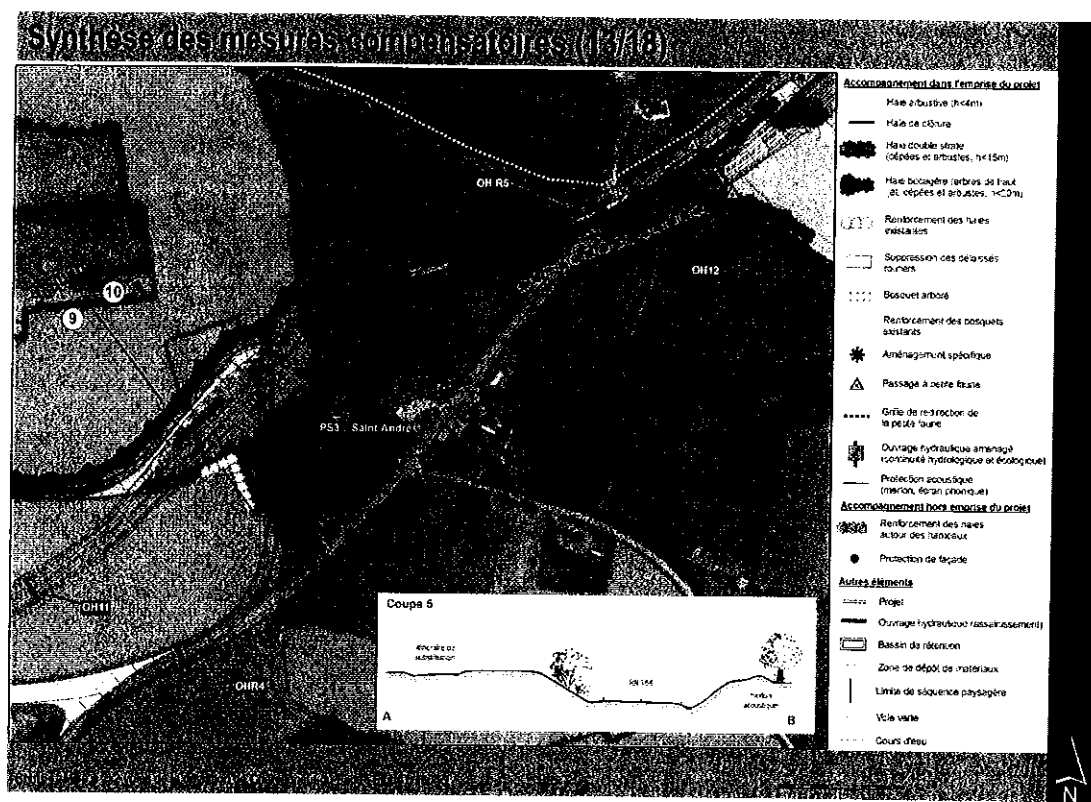 Synthèse des mesures compensatoires (13/18)
OH R5
OH12
10
9
PS3 : Saint André
OH11
OHR4
Coupe 5
Itinéraire de
substitution
merlon
acoustique
A
B
Accompagnement dans l'emprise du projet
Haie arbustive (h<4m)
Haie de clôture
Haie double strate
(cépées et arbustes, h<15m)
Haie bocagère (arbres de haut
jet, cépées et arbustes, h<20m)
Renforcement des haies
existantes
Suppression des délaissés
routiers
Bosquet arboré
Renforcement des bosquets
existants
Aménagement spécifique
Passage à petite faune
Grille de redirection de
la petite faune
Ouvrage hydraulique aménagé
(continuité hydrologique et écologique)
Protection acoustique
(merlon, écran phonique)
Accompagnement hors emprise du projet
Renforcement des haies
autour des hameaux
Protection de façade
Autres éléments
Projet
Ouvrage hydraulique (assainissement)
Bassin de rétention
Zone de dépôt de matériaux
Limite de séquence paysagère
Voie verte
Cours d'eau
N